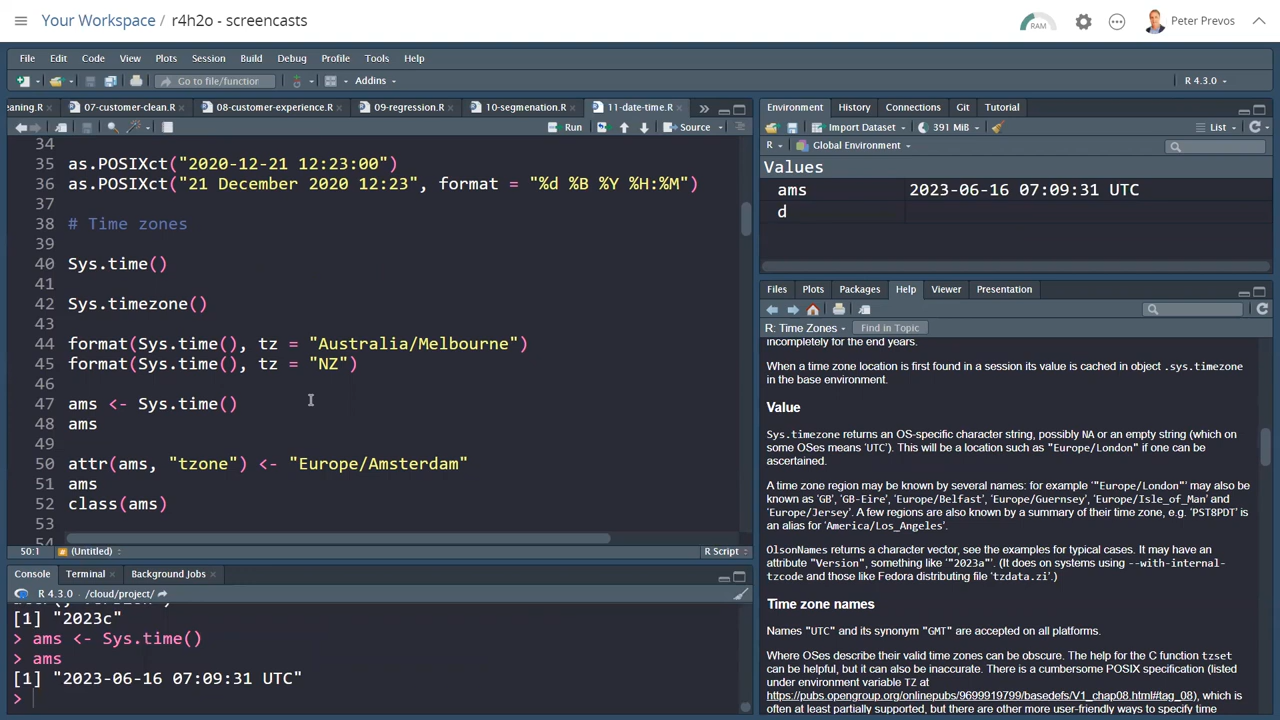 Your Workspace / r4h2o - screencasts
RAM
Peter Prevos
File Edit Code View Plots Session Build Debug Profile Tools Help
Go to file/function Addins R 4.3.0
eaning.R 07-customer-clean.R 08-customer-experience.R 09-regression.R 10-segmenation.R 11-date-time.R
Run Source
34
35 as.POSIXct("2020-12-21 12:23:00")
36 as.POSIXct("21 December 2020 12:23", format = "%d %B %Y %H:%M")
37
38 # Time zones
39
40 Sys.time()
41
42 Sys.timezone()
43
44 format(Sys.time(), tz = "Australia/Melbourne")
45 format(Sys.time(), tz = "NZ")
46
47 ams <- Sys.time()
48 ams
49
50 attr(ams, "tzone") <- "Europe/Amsterdam"
51 ams
52 class(ams)
53
54
50:1 (Untitled) R Script
Console Terminal Background Jobs
R 4.3.0 · /cloud/project/
[1] "2023c"
> ams <- Sys.time()
> ams
[1] "2023-06-16 07:09:31 UTC"
>
Environment History Connections Git Tutorial
Import Dataset 391 MiB List
R Global Environment
Values
ams 2023-06-16 07:09:31 UTC
d
Files Plots Packages Help Viewer Presentation
R: Time Zones Find in Topic
incompletely for the end years.
When a time zone location is first found in a session its value is cached in object .sys.timezone
in the base environment.
Value
Sys.timezone returns an OS-specific character string, possibly NA or an empty string (which on
some OSes means 'UTC'). This will be a location such as "Europe/London" if one can be
ascertained.
A time zone region may be known by several names: for example '"Europe/London"' may also be
known as 'GB', 'GB-Eire', 'Europe/Belfast', 'Europe/Guernsey', 'Europe/Isle_of_Man' and
'Europe/Jersey'. A few regions are also known by a summary of their time zone, e.g. 'PST8PDT' is
an alias for 'America/Los_Angeles'.
OlsonNames returns a character vector, see the examples for typical cases. It may have an
attribute "Version", something like '"2023a"'. (It does on systems using --with-internal-
tzcode and those like Fedora distributing file 'tzdata.zi'.)
Time zone names
Names "UTC" and its synonym "GMT" are accepted on all platforms.
Where OSes describe their valid time zones can be obscure. The help for the C function tzset
can be helpful, but it can also be inaccurate. There is a cumbersome POSIX specification (listed
under environment variable TZ at
https://pubs.opengroup.org/onlinepubs/9699919799/basedefs/V1_chap08.html#tag_08), which is
often at least partially supported, but there are other more user-friendly ways to specify time